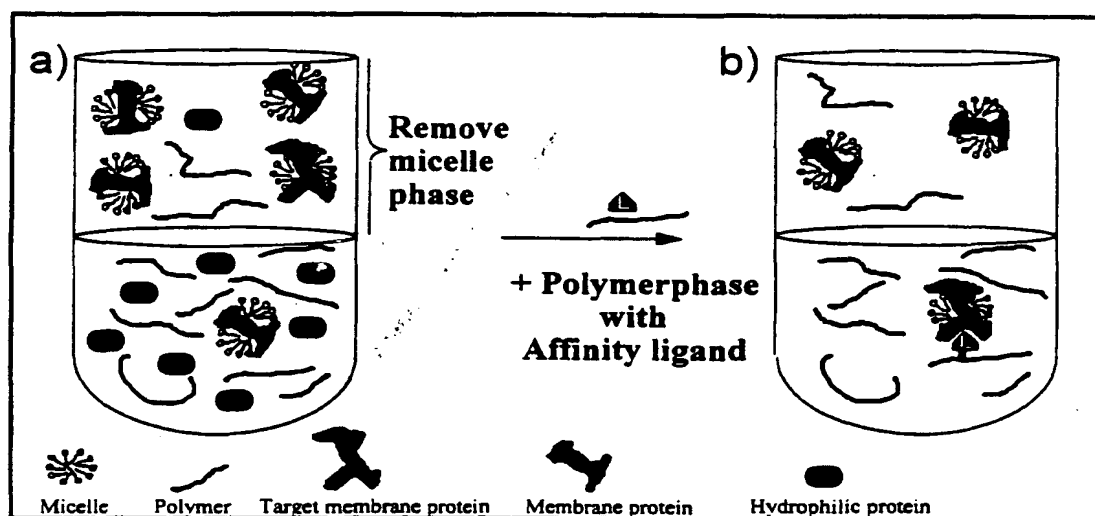 a)
b)
Remove
micelle
phase
L
+ Polymerphase
with
Affinity ligand
L
Micelle
Polymer
Target membrane protein
Membrane protein
Hydrophilic protein